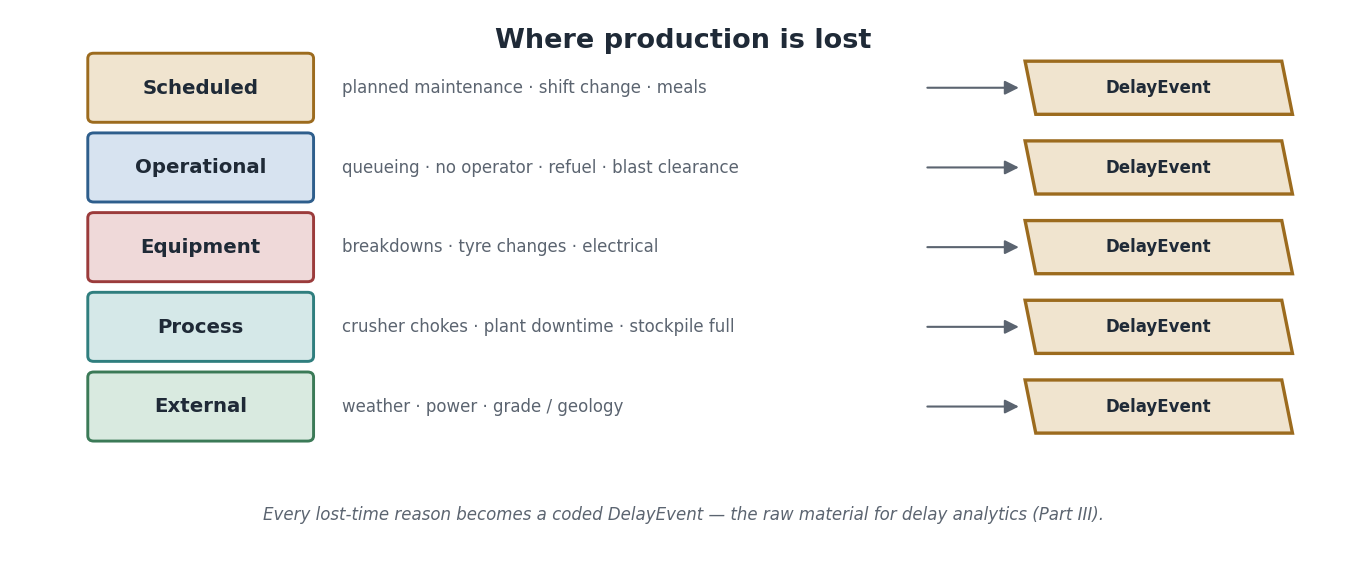 Where production is lost
Scheduled planned maintenance · shift change · meals DelayEvent
Operational queueing · no operator · refuel · blast clearance DelayEvent
Equipment breakdowns · tyre changes · electrical DelayEvent
Process crusher chokes · plant downtime · stockpile full DelayEvent
External weather · power · grade / geology DelayEvent
Every lost-time reason becomes a coded DelayEvent — the raw material for delay analytics (Part III).